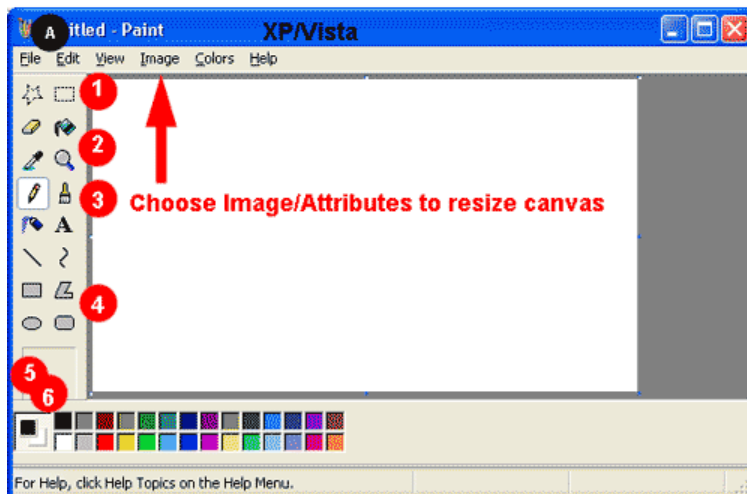 A itled - Paint XP/Vista
File Edit View Image Colors Help
1
2
3
Choose Image/Attributes to resize canvas
A
4
5
6
For Help, click Help Topics on the Help Menu.